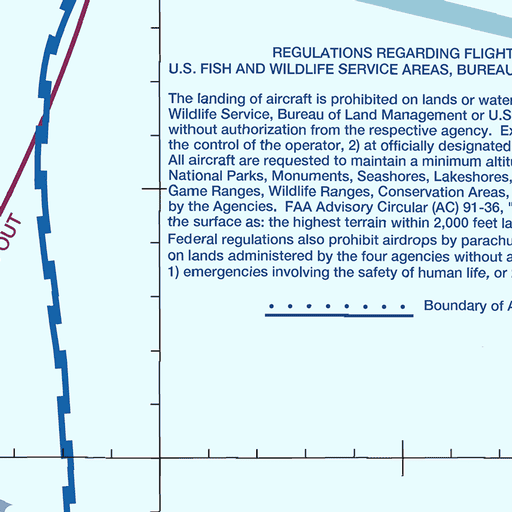 REGULATIONS REGARDING FLIGHT
U.S. FISH AND WILDLIFE SERVICE AREAS, BUREAU
The landing of aircraft is prohibited on lands or water
Wildlife Service, Bureau of Land Management or U.S
without authorization from the respective agency. Ex
the control of the operator, 2) at officially designated
All aircraft are requested to maintain a minimum altitu
National Parks, Monuments, Seashores, Lakeshores,
Game Ranges, Wildlife Ranges, Conservation Areas,
by the Agencies. FAA Advisory Circular (AC) 91-36, "
the surface as: the highest terrain within 2,000 feet la
Federal regulations also prohibit airdrops by parachu
on lands administered by the four agencies without a
1) emergencies involving the safety of human life, or
Boundary of A
OUT